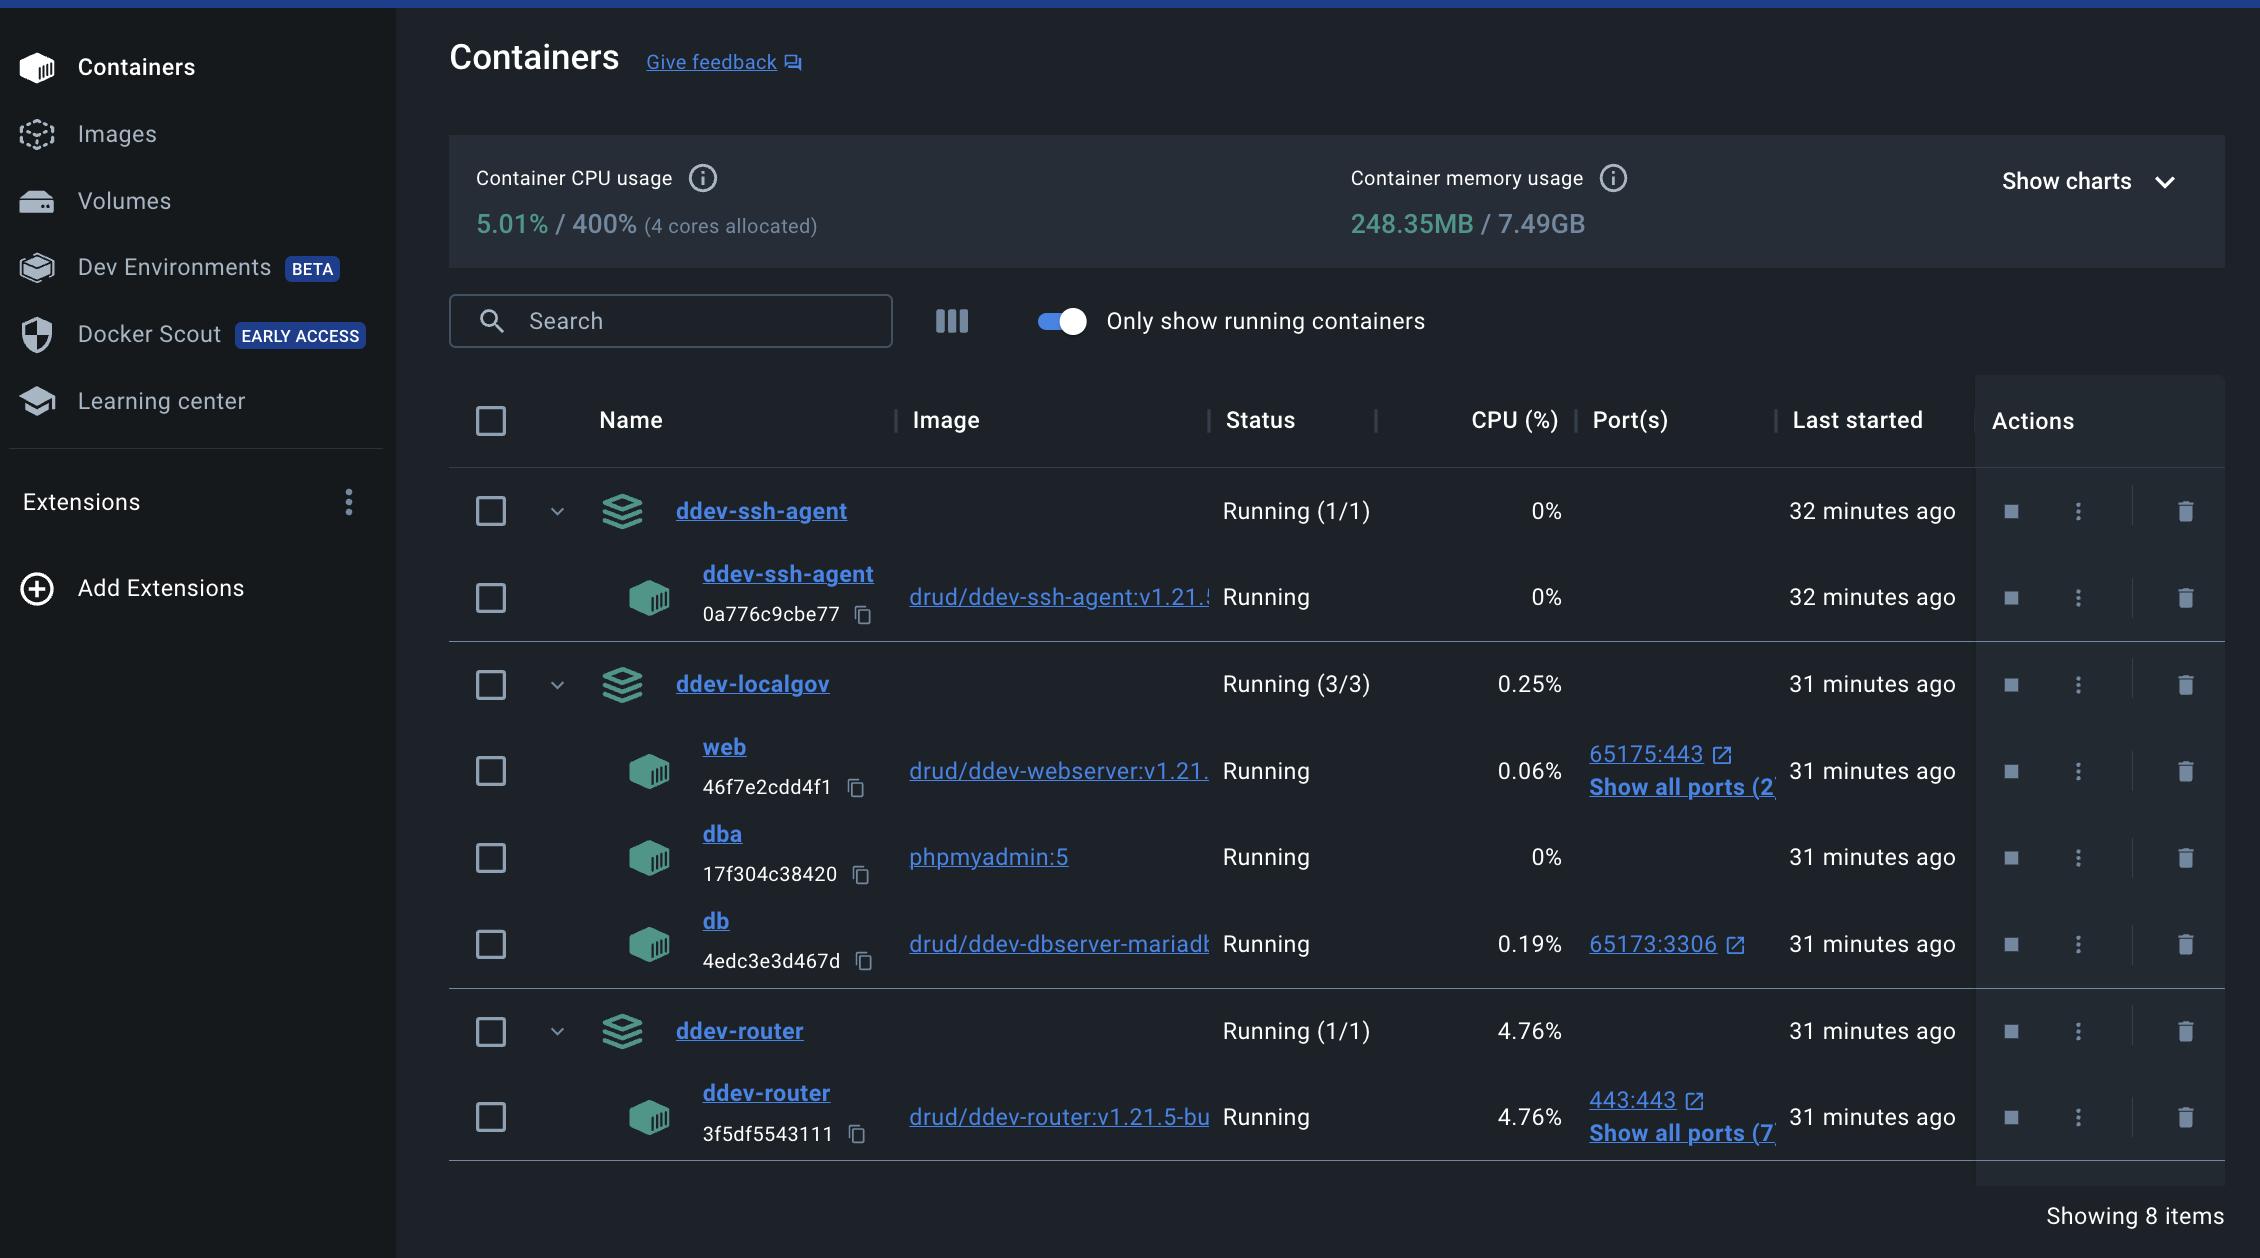 Containers
Images
Volumes
Dev Environments BETA
Docker Scout EARLY ACCESS
Learning center
Extensions
Add Extensions
Containers Give feedback
Container CPU usage
5.01% / 400% (4 cores allocated)
Container memory usage
248.35MB / 7.49GB
Show charts
Search
Only show running containers
Name Image Status CPU (%) Port(s) Last started Actions
ddev-ssh-agent Running (1/1) 0% 32 minutes ago
ddev-ssh-agent
0a776c9cbe77
drud/ddev-ssh-agent:v1.21.5 Running 0% 32 minutes ago
ddev-localgov Running (3/3) 0.25% 31 minutes ago
web
46f7e2cdd4f1
drud/ddev-webserver:v1.21. Running 0.06%
65175:443
Show all ports (2
31 minutes ago
dba
17f304c38420
phpmyadmin:5 Running 0% 31 minutes ago
db
4edc3e3d467d
drud/ddev-dbserver-mariadb Running 0.19% 65173:3306 31 minutes ago
ddev-router Running (1/1) 4.76% 31 minutes ago
ddev-router
3f5df5543111
drud/ddev-router:v1.21.5-bu Running 4.76%
443:443
Show all ports (7
31 minutes ago
Showing 8 items